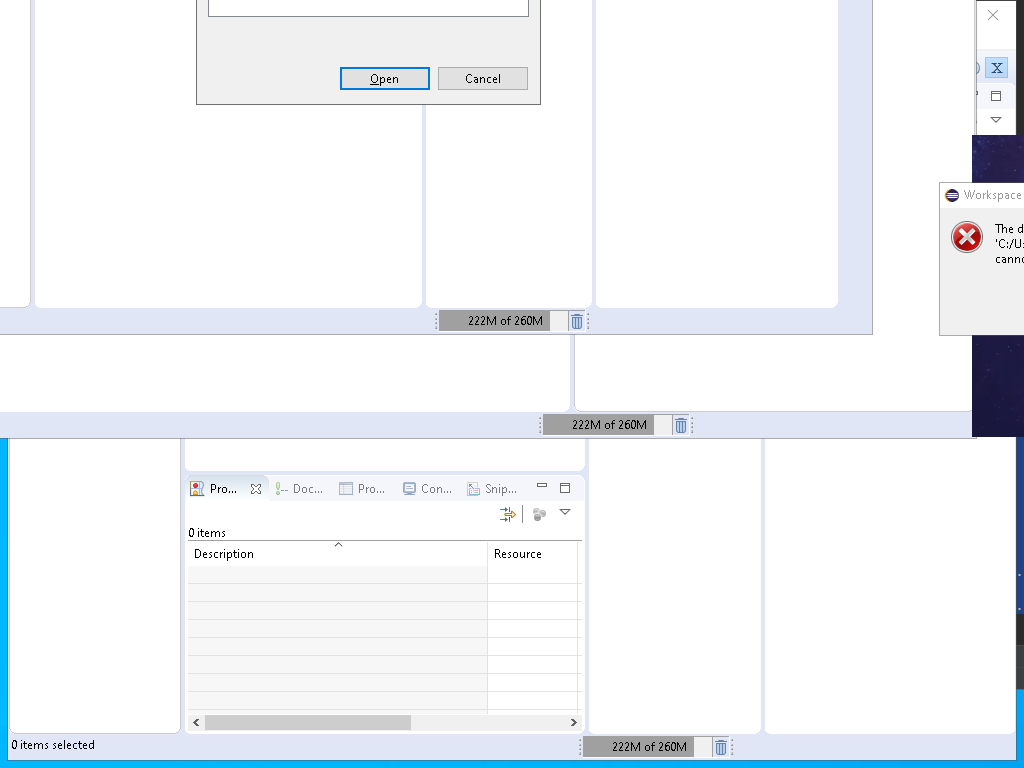 Open
Cancel
X
Workspace
The d
'C:/U:
canno
222M of 260M
222M of 260M
Pro...
Doc...
Pro...
Con...
Snip...
0 items
Description
Resource
0 items selected
222M of 260M